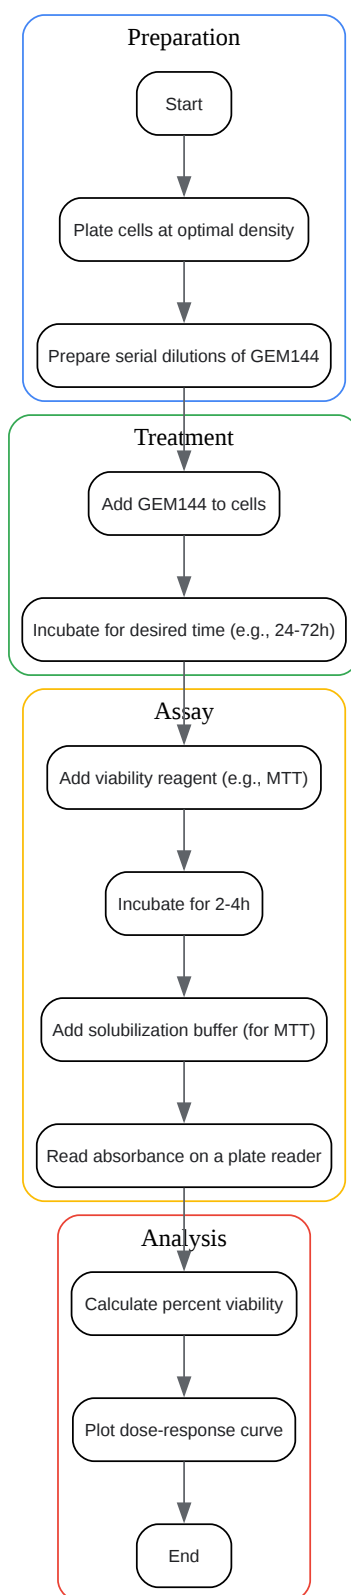 Preparation
Start
Plate cells at optimal density
Prepare serial dilutions of GEM144
Treatment
Add GEM144 to cells
Incubate for desired time (e.g., 24-72h)
Assay
Add viability reagent (e.g., MTT)
Incubate for 2-4h
Add solubilization buffer (for MTT)
Read absorbance on a plate reader
Analysis
Calculate percent viability
Plot dose-response curve
End